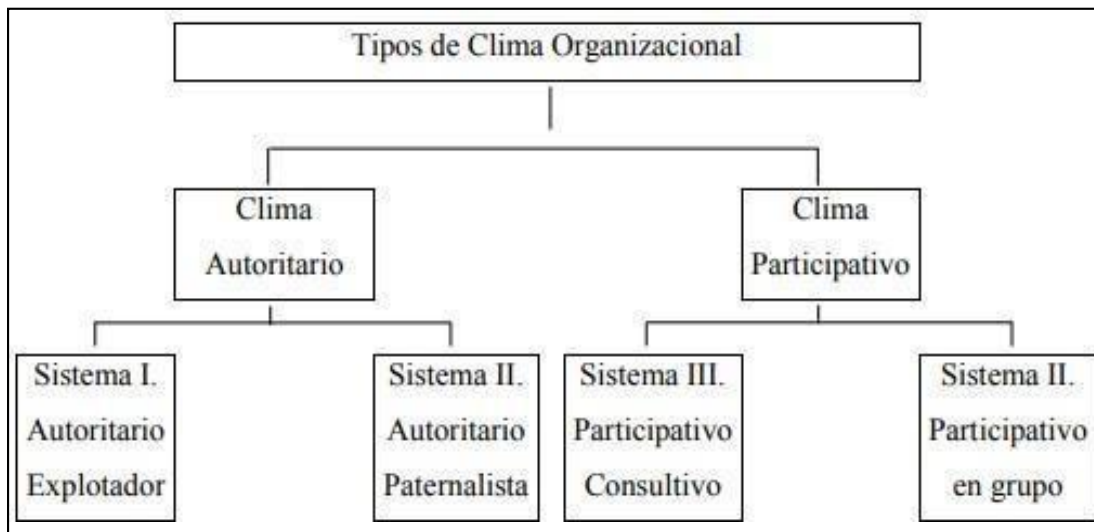 Tipos de Clima Organizacional
Clima
Autoritario
Clima
Participativo
Sistema I.
Autoritario
Explotador
Sistema II.
Autoritario
Paternalista
Sistema III.
Participativo
Consultivo
Sistema II.
Participativo
en grupo